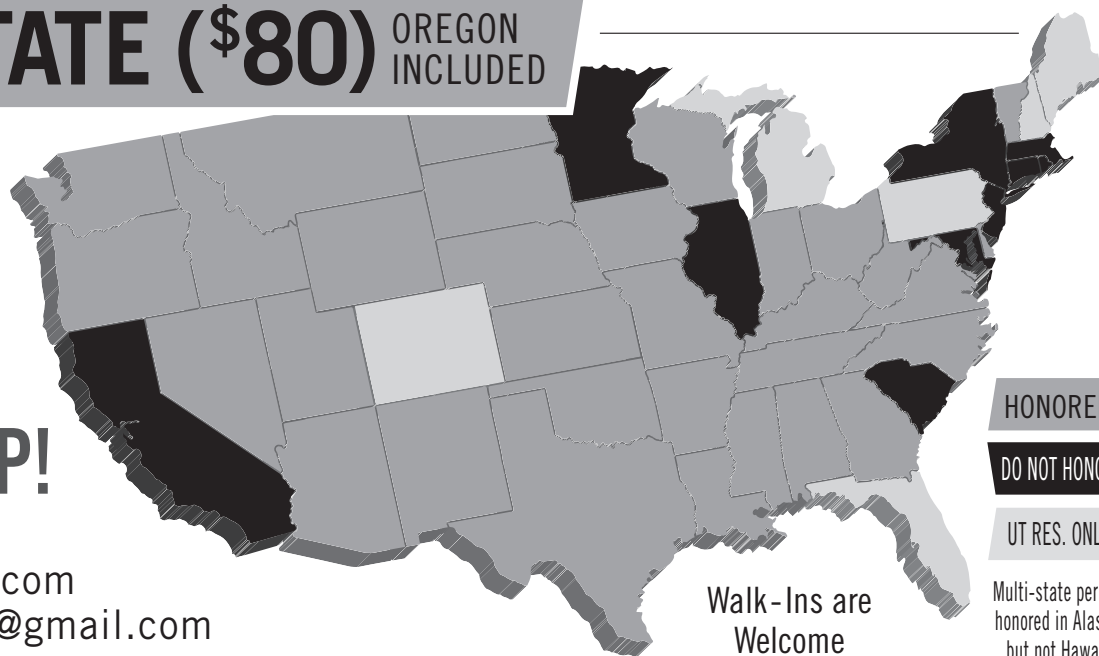 TATE ($80) OREGON
INCLUDED
P!
.com
@gmail.com
HONORE
DO NOT HONO
UT RES. ONL
Walk-Ins are
Welcome
Multi-state per
honored in Alas
but not Hawa